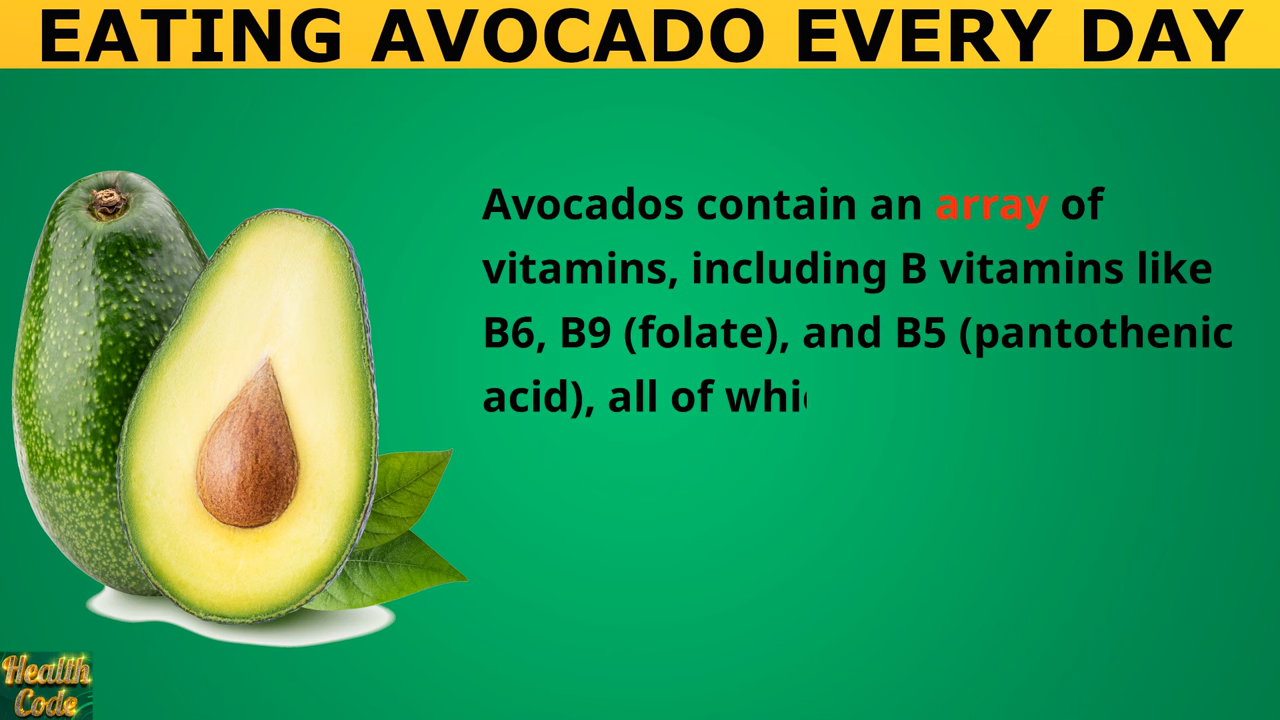 EATING AVOCADO EVERY DAY
Avocados contain an array of
vitamins, including B vitamins like
B6, B9 (folate), and B5 (pantothenic
acid), all of
Health
Code